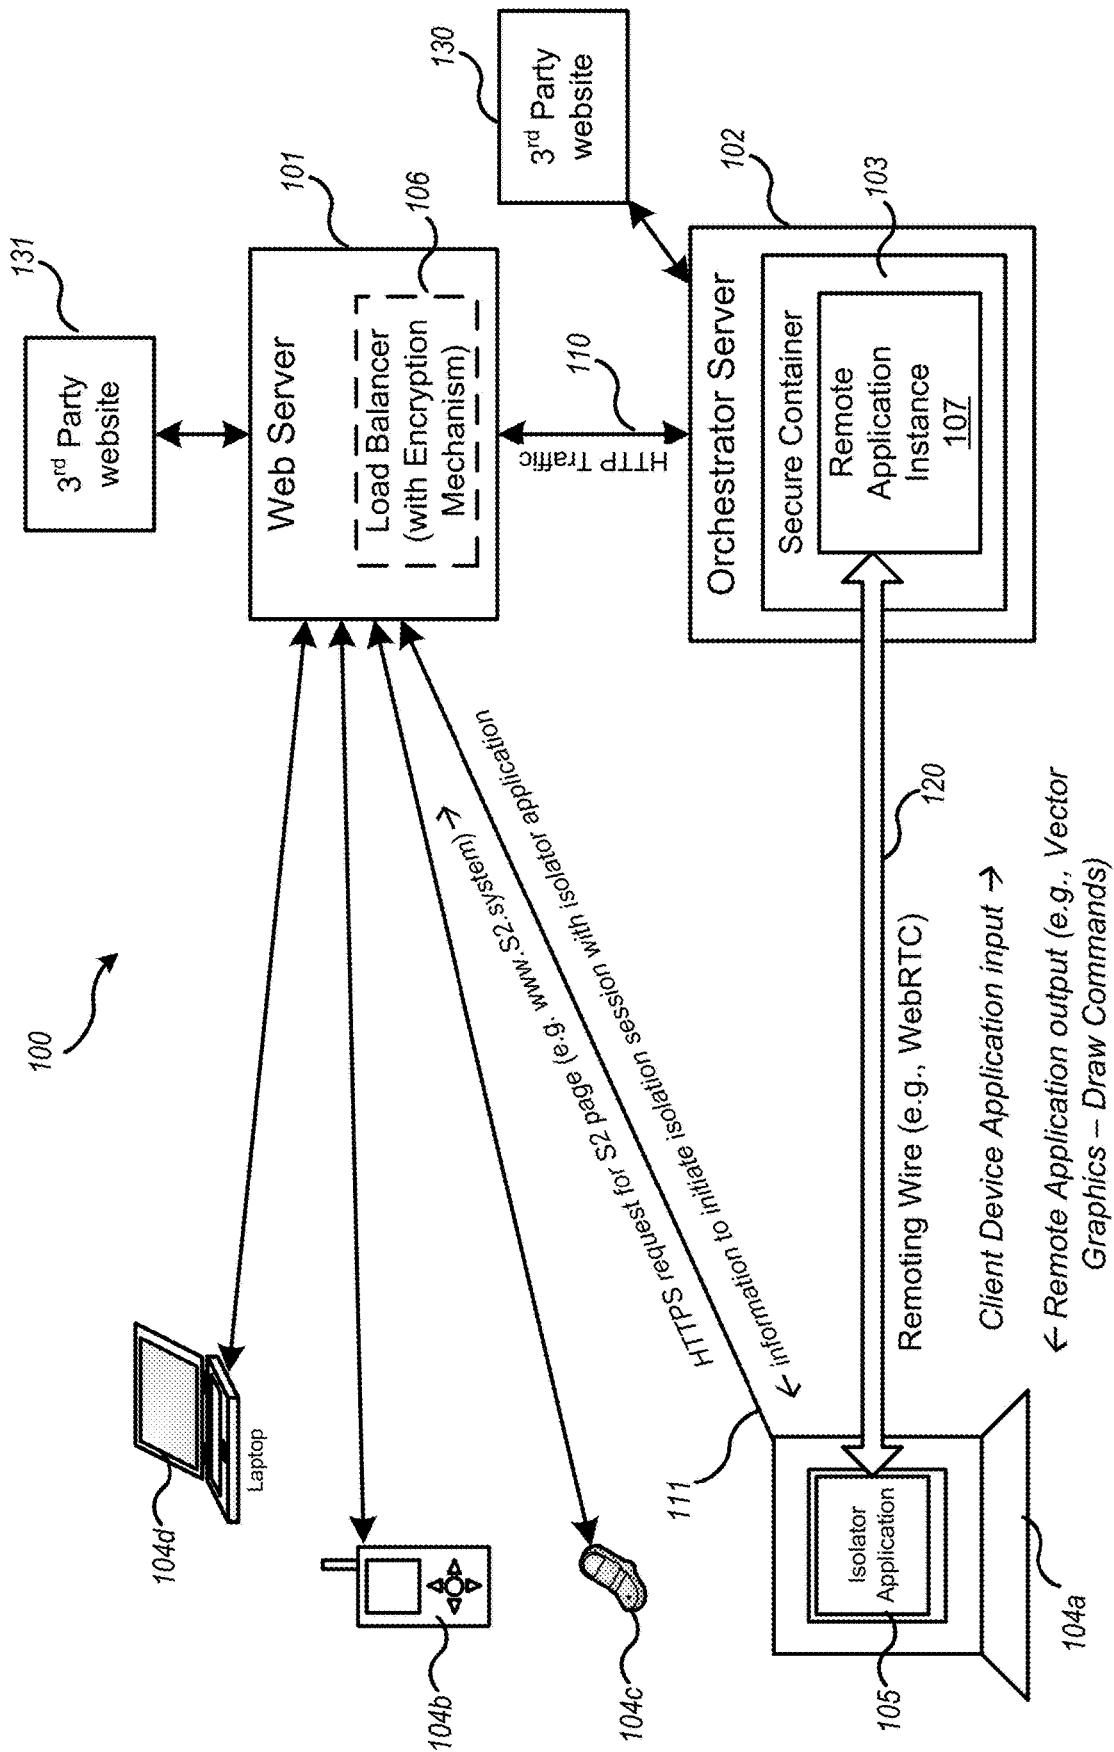 100
131
3rd Party
website
101
Web Server
106
Load Balancer
(with Encryption
Mechanism)
130
3rd Party
website
110
HTTP Traffic
102
Orchestrator Server
103
Secure Container
Remote
Application
Instance
107
104d
Laptop
104b
104c
HTTPS request for S2 page (e.g. www.S2.system) →
← information to initiate isolation session with isolator application
111
120
Remoting Wire (e.g., WebRTC)
Client Device Application input →
← Remote Application output (e.g., Vector
Graphics – Draw Commands)
Isolator
Application
105
104a